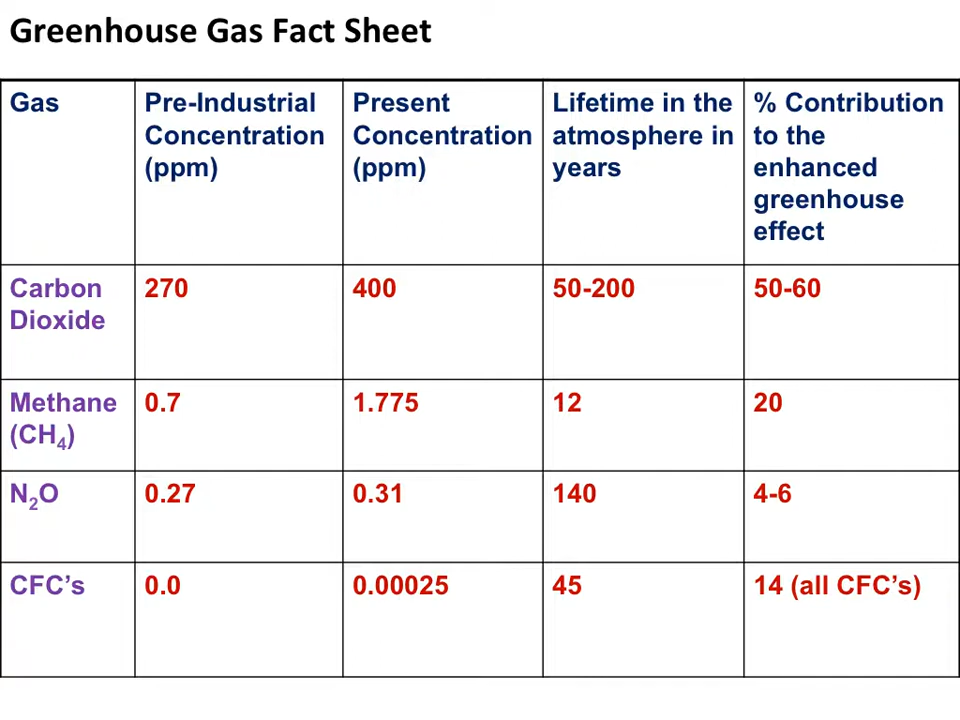 Greenhouse Gas Fact Sheet
Gas
Pre-Industrial
Concentration
(ppm)
Present
Concentration
(ppm)
Lifetime in the
atmosphere in
years
% Contribution
to the
enhanced
greenhouse
effect
Carbon
Dioxide
270
400
50-200
50-60
Methane
(CH₄)
0.7
1.775
12
20
N₂O
0.27
0.31
140
4-6
CFC’s
0.0
0.00025
45
14 (all CFC’s)